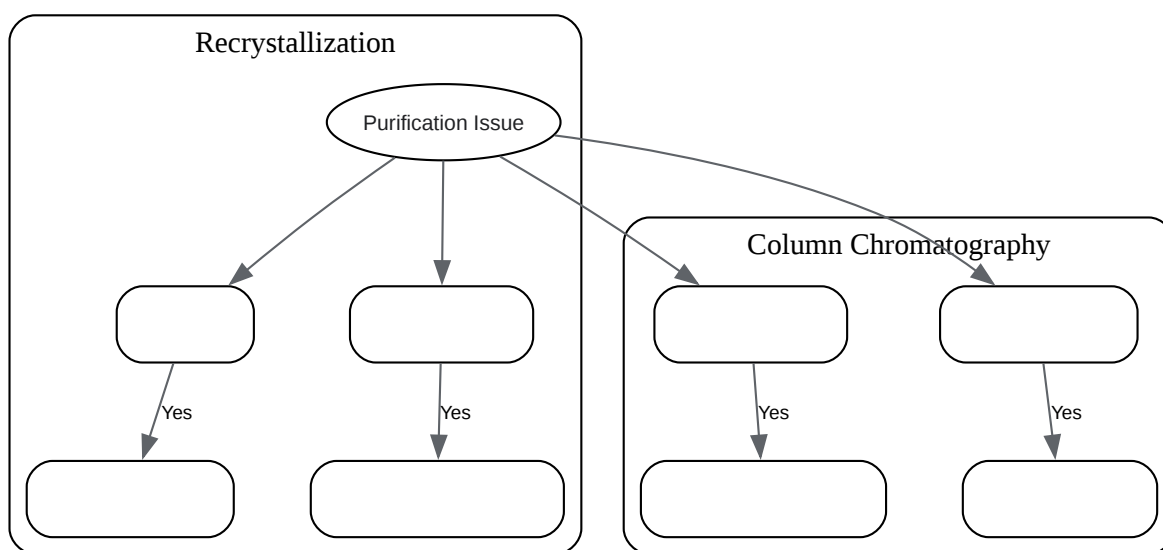 Recrystallization
Purification Issue
Column Chromatography
Yes
Yes
Yes
Yes